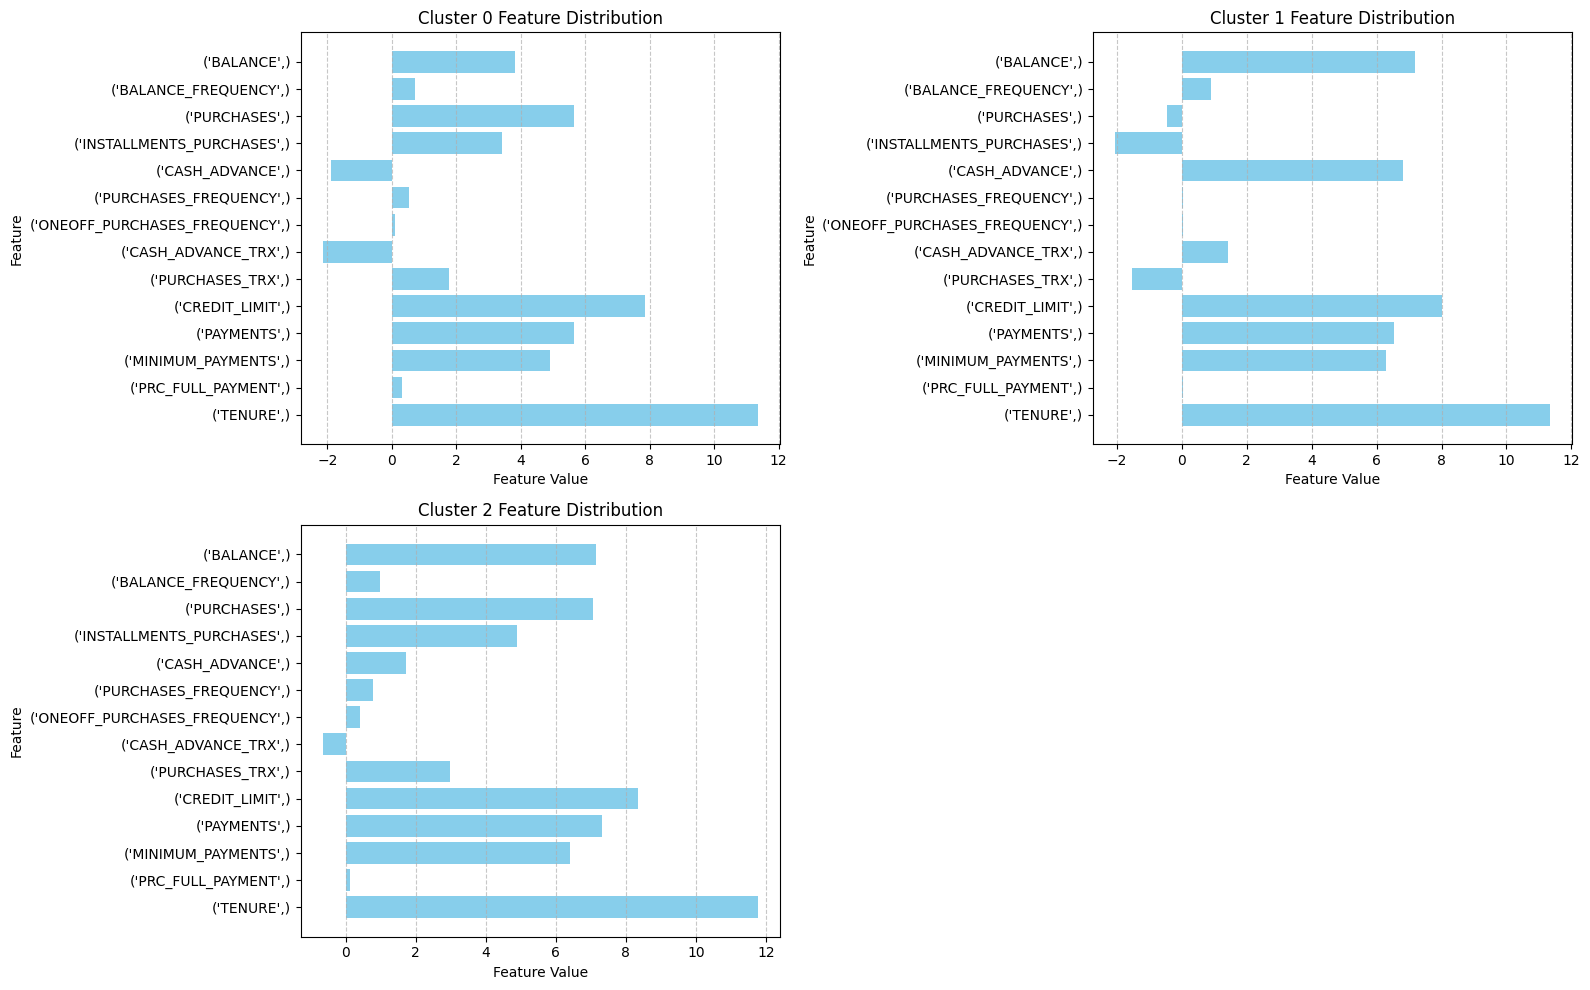 Cluster 0 Feature Distribution
Feature
('BALANCE',)
('BALANCE_FREQUENCY',)
('PURCHASES',)
('INSTALLMENTS_PURCHASES',)
('CASH_ADVANCE',)
('PURCHASES_FREQUENCY',)
('ONEOFF_PURCHASES_FREQUENCY',)
('CASH_ADVANCE_TRX',)
('PURCHASES_TRX',)
('CREDIT_LIMIT',)
('PAYMENTS',)
('MINIMUM_PAYMENTS',)
('PRC_FULL_PAYMENT',)
('TENURE',)
−2 0 2 4 6 8 10 12
Feature Value
Cluster 1 Feature Distribution
Feature
('BALANCE',)
('BALANCE_FREQUENCY',)
('PURCHASES',)
('INSTALLMENTS_PURCHASES',)
('CASH_ADVANCE',)
('PURCHASES_FREQUENCY',)
('ONEOFF_PURCHASES_FREQUENCY',)
('CASH_ADVANCE_TRX',)
('PURCHASES_TRX',)
('CREDIT_LIMIT',)
('PAYMENTS',)
('MINIMUM_PAYMENTS',)
('PRC_FULL_PAYMENT',)
('TENURE',)
−2 0 2 4 6 8 10 12
Feature Value
Cluster 2 Feature Distribution
Feature
('BALANCE',)
('BALANCE_FREQUENCY',)
('PURCHASES',)
('INSTALLMENTS_PURCHASES',)
('CASH_ADVANCE',)
('PURCHASES_FREQUENCY',)
('ONEOFF_PURCHASES_FREQUENCY',)
('CASH_ADVANCE_TRX',)
('PURCHASES_TRX',)
('CREDIT_LIMIT',)
('PAYMENTS',)
('MINIMUM_PAYMENTS',)
('PRC_FULL_PAYMENT',)
('TENURE',)
0 2 4 6 8 10 12
Feature Value